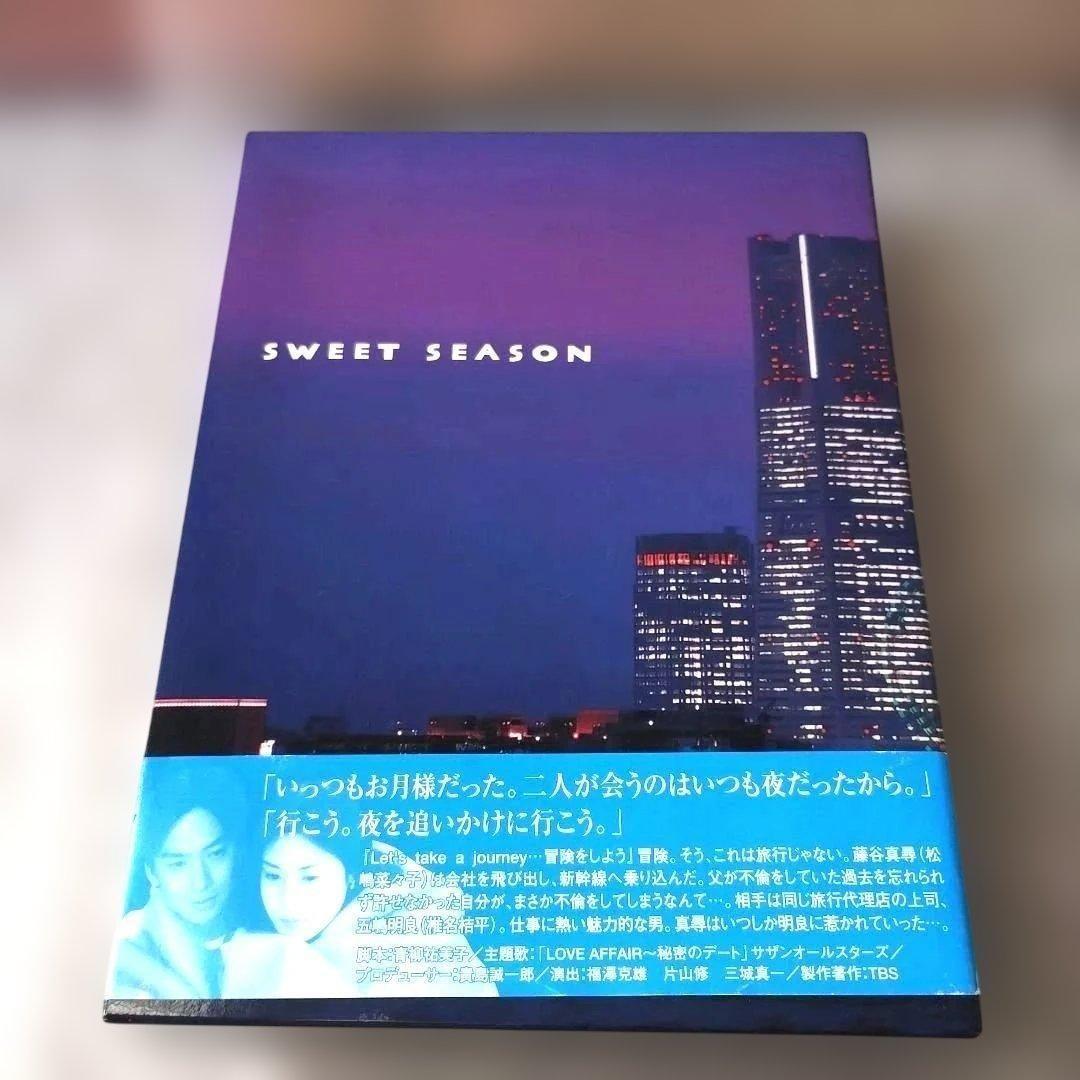 SWEET SEASON
「いっつもお月様だった。二人が会うのはいつも夜だったから。」
「行こう。夜を追いかけに行こう。」
『Let's take a journey…冒険をしよう』冒険。そう、これは旅行じゃない。藤谷真尋（松
嶋菜々子）は会社を飛び出し、新幹線へ乗り込んだ。父が不倫をしていた過去を忘れられ
ず許せなかった自分が、まさか不倫をしてしまうなんて…。相手は同じ旅行代理店の上司、
五嶋明良（椎名桔平）。仕事に熱い魅力的な男。真尋はいつしか明良に惹かれていった…。
脚本：青柳祐美子／主題歌：「LOVE AFFAIR～秘密のデート」サザンオールスターズ／
プロデューサー：貴島誠一郎／演出：福澤克雄　片山修　三城真一／製作著作：TBS